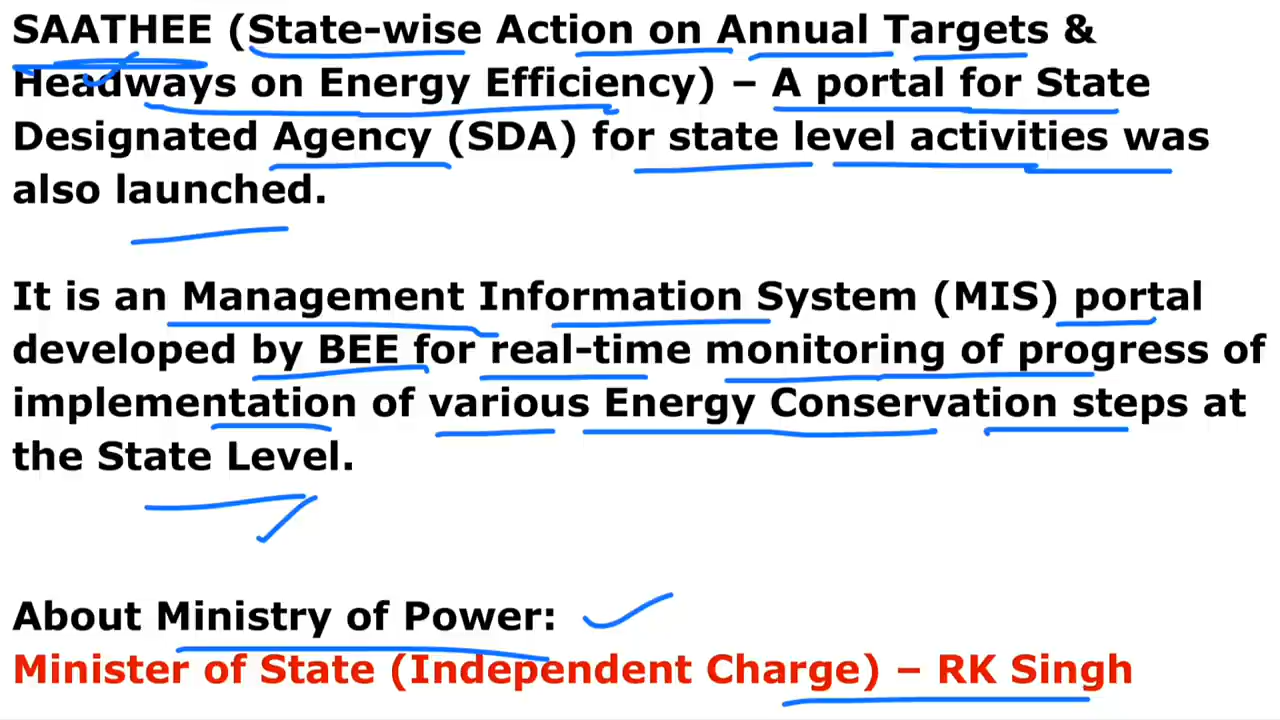 SAATHEE (State-wise Action on Annual Targets &
Headways on Energy Efficiency) – A portal for State
Designated Agency (SDA) for state level activities was
also launched.
It is an Management Information System (MIS) portal
developed by BEE for real-time monitoring of progress of
implementation of various Energy Conservation steps at
the State Level.
About Ministry of Power:
Minister of State (Independent Charge) – RK Singh